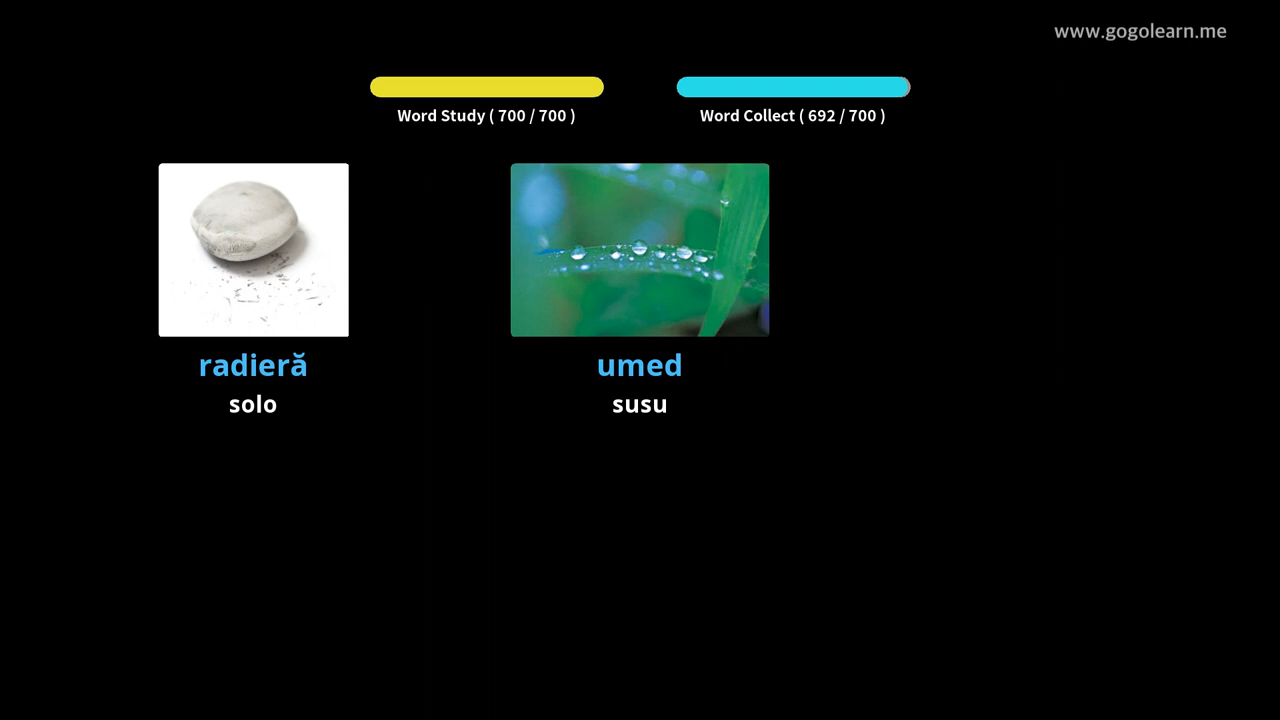 www.gogolearn.me
Word Study ( 700 / 700 )
Word Collect ( 692 / 700 )
radieră
solo
umed
susu